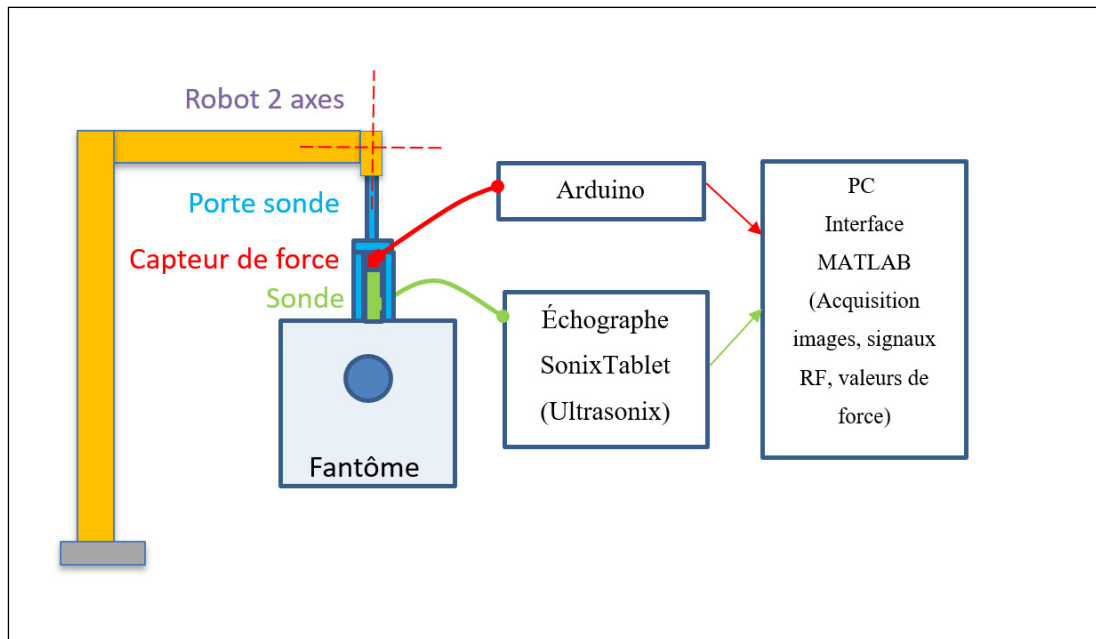 Robot 2 axes
Porte sonde
Capteur de force
Sonde
Fantôme
Arduino
Échographe
SonixTablet
(Ultrasonix)
PC
Interface
MATLAB
(Acquisition
images, signaux
RF, valeurs de
force)